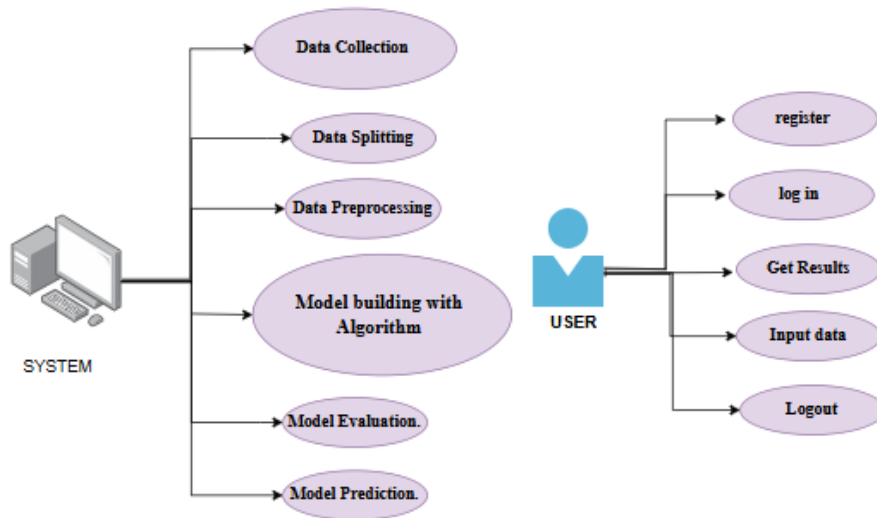 Data Collection
Data Splitting
Data Preprocessing
Model building with
Algorithm
Model Evaluation.
Model Prediction.
SYSTEM
register
log in
Get Results
Input data
Logout
USER